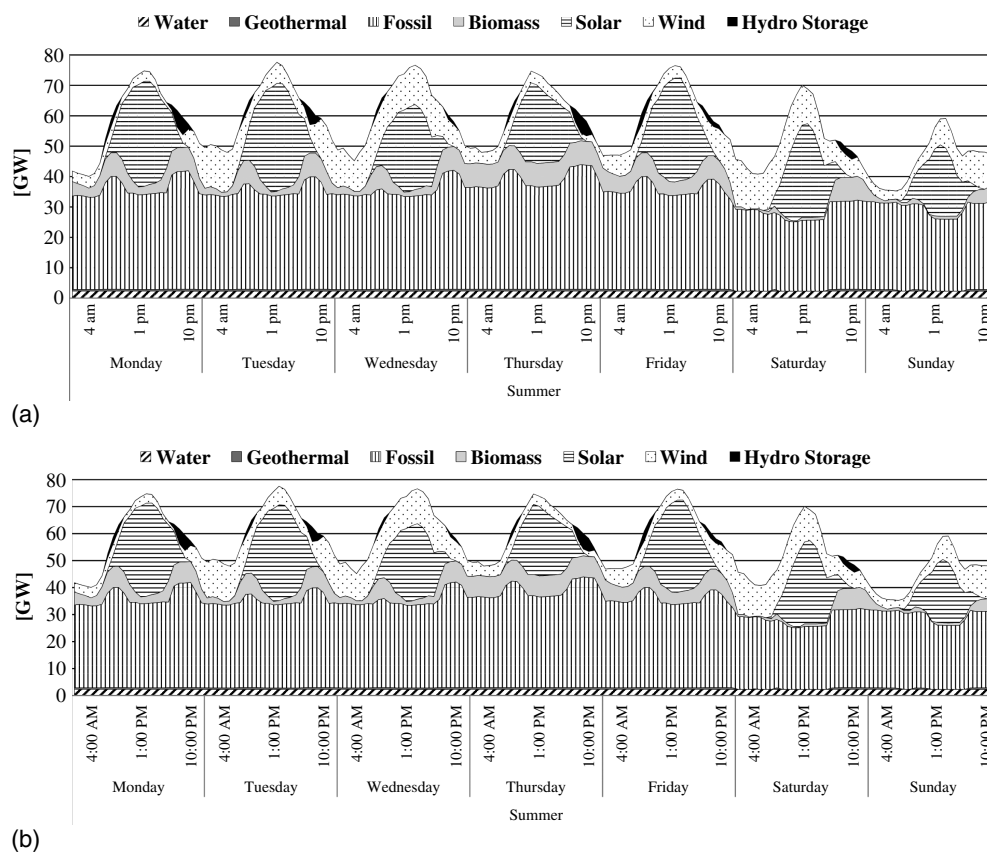 Water Geothermal Fossil Biomass Solar Wind Hydro Storage
80
70
60
50
40
30
20
10
0
[GW]
4 am 1 pm 10 pm 4 am 1 pm 10 pm 4 am 1 pm 10 pm 4 am 1 pm 10 pm 4 am 1 pm 10 pm 4 am 1 pm 10 pm 4 am 1 pm 10 pm
Monday Tuesday Wednesday Thursday Friday Saturday Sunday
Summer
(a)
Water Geothermal Fossil Biomass Solar Wind Hydro Storage
80
70
60
50
40
30
20
10
0
[GW]
4:00 AM 1:00 PM 10:00 PM 4:00 AM 1:00 PM 10:00 PM 4:00 AM 1:00 PM 10:00 PM 4:00 AM 1:00 PM 10:00 PM 4:00 AM 1:00 PM 10:00 PM 4:00 AM 1:00 PM 10:00 PM 4:00 AM 1:00 PM 10:00 PM
Monday Tuesday Wednesday Thursday Friday Saturday Sunday
Summer
(b)